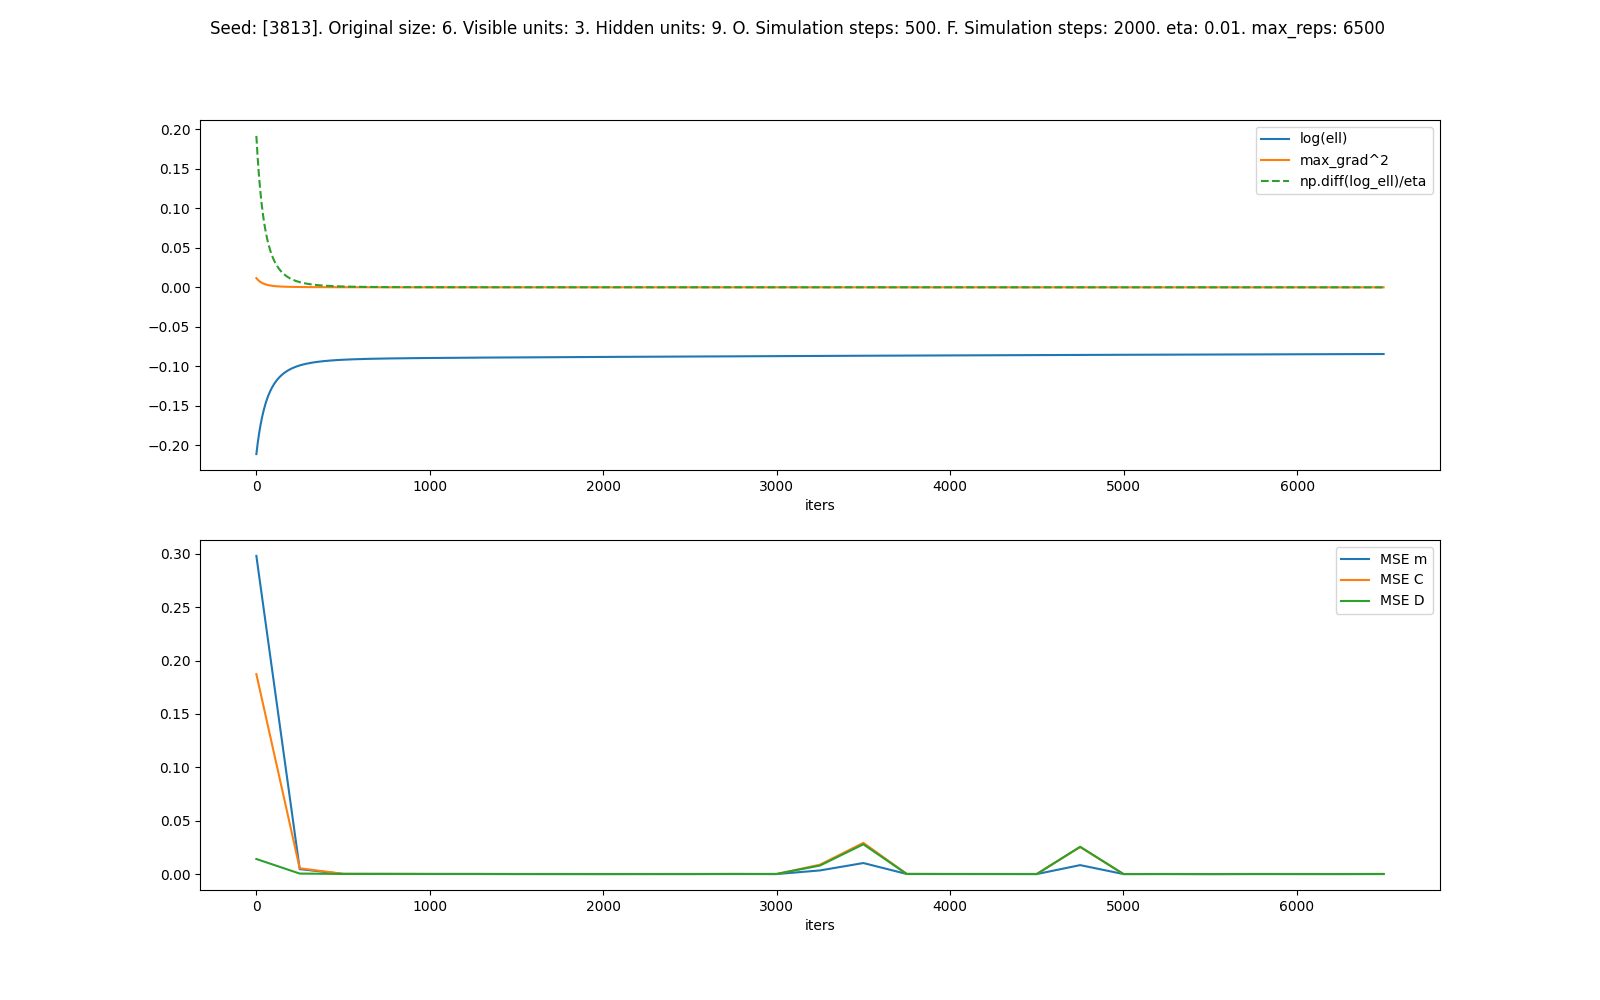 Seed: [3813]. Original size: 6. Visible units: 3. Hidden units: 9. O. Simulation steps: 500. F. Simulation steps: 2000. eta: 0.01. max_reps: 6500
0.20
0.15
0.10
0.05
0.00
−0.05
−0.10
−0.15
−0.20
log(ell)
max_grad^2
np.diff(log_ell)/eta
0 1000 2000 3000 4000 5000 6000
iters
0.30
0.25
0.20
0.15
0.10
0.05
0.00
MSE m
MSE C
MSE D
0 1000 2000 3000 4000 5000 6000
iters